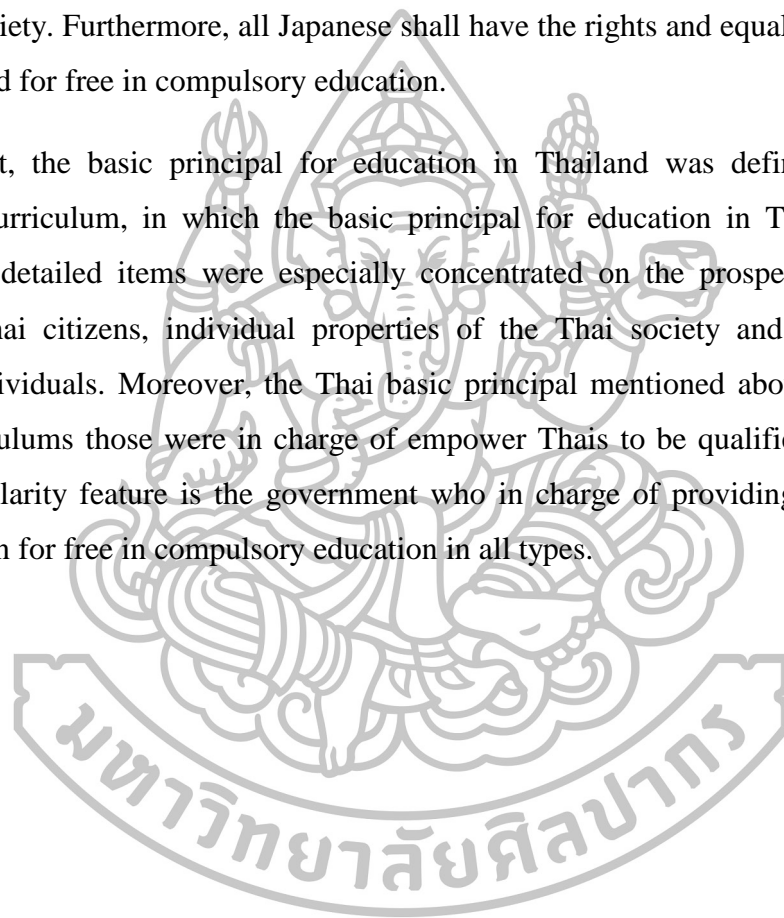 iety. Furthermore, all Japanese shall have the rights and equal
d for free in compulsory education.
t, the basic principal for education in Thailand was defin
urriculum, in which the basic principal for education in T
detailed items were especially concentrated on the prospe
ai citizens, individual properties of the Thai society and
ividuals. Moreover, the Thai basic principal mentioned abo
ulums those were in charge of empower Thais to be qualifie
larity feature is the government who in charge of providing
n for free in compulsory education in all types.
มหาวิทยาลัยศิลปากร